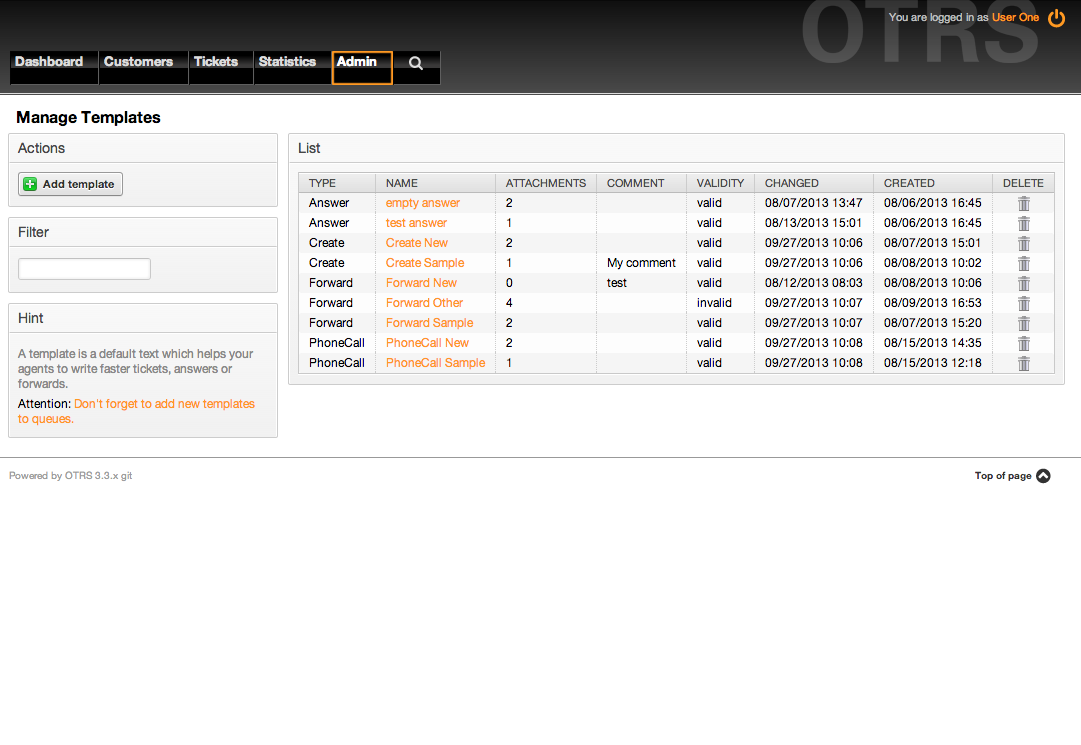 OTRS
You are logged in as User One
Dashboard Customers Tickets Statistics Admin
Manage Templates
Actions
Add template
Filter
Hint
A template is a default text which helps your
agents to write faster tickets, answers or
forwards.
Attention: Don't forget to add new templates
to queues.
List
TYPE NAME ATTACHMENTS COMMENT VALIDITY CHANGED CREATED DELETE
Answer empty answer 2 valid 08/07/2013 13:47 08/06/2013 16:45
Answer test answer 1 valid 08/13/2013 15:01 08/06/2013 16:45
Create Create New 2 valid 09/27/2013 10:06 08/07/2013 15:01
Create Create Sample 1 My comment valid 09/27/2013 10:06 08/08/2013 10:02
Forward Forward New 0 test valid 08/12/2013 08:03 08/08/2013 10:06
Forward Forward Other 4 invalid 09/27/2013 10:07 08/09/2013 16:53
Forward Forward Sample 2 valid 09/27/2013 10:07 08/07/2013 15:20
PhoneCall PhoneCall New 2 valid 09/27/2013 10:08 08/15/2013 14:35
PhoneCall PhoneCall Sample 1 valid 09/27/2013 10:08 08/15/2013 12:18
Powered by OTRS 3.3.x git
Top of page